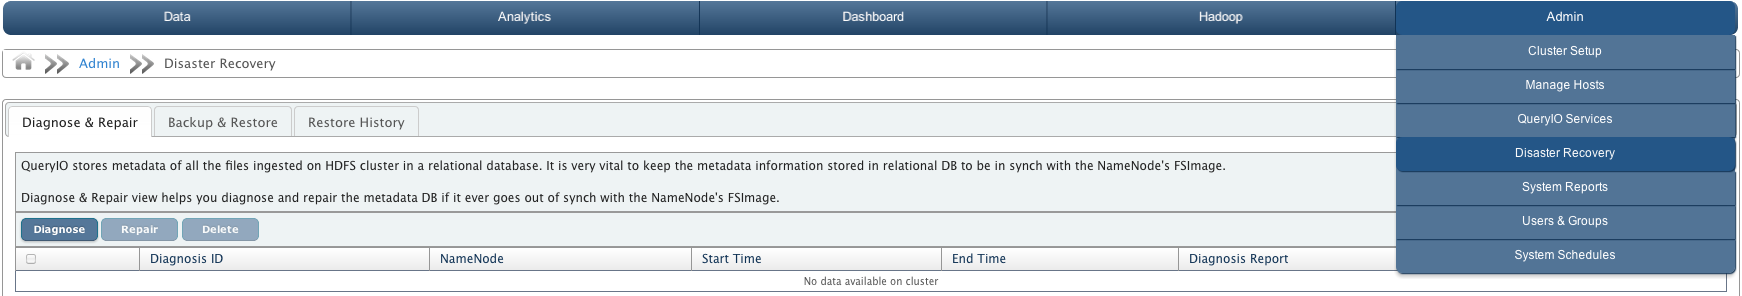 Data Analytics Dashboard Hadoop Admin
Cluster Setup
Admin Disaster Recovery
Manage Hosts
Diagnose & Repair Backup & Restore Restore History
QueryIO Services
QueryIO stores metadata of all the files ingested on HDFS cluster in a relational database. It is very vital to keep the metadata information stored in relational DB to be in synch with the NameNode's FSImage.
Disaster Recovery
Diagnose & Repair view helps you diagnose and repair the metadata DB if it ever goes out of synch with the NameNode's FSImage.
System Reports
Diagnose Repair Delete
Users & Groups
Diagnosis ID NameNode Start Time End Time Diagnosis Report
System Schedules
No data available on cluster